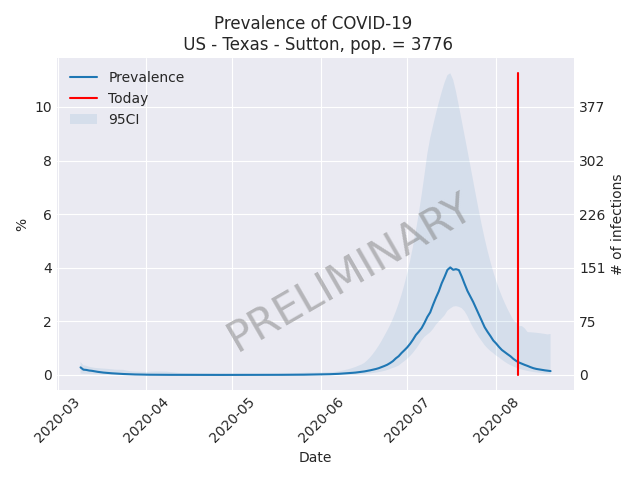 Prevalence of COVID-19
US - Texas - Sutton, pop. = 3776
Prevalence
Today
95CI
PRELIMINARY
%
10
8
6
4
2
0
377
302
226
151
75
0
# of infections
2020-03
2020-04
2020-05
2020-06
2020-07
2020-08
Date